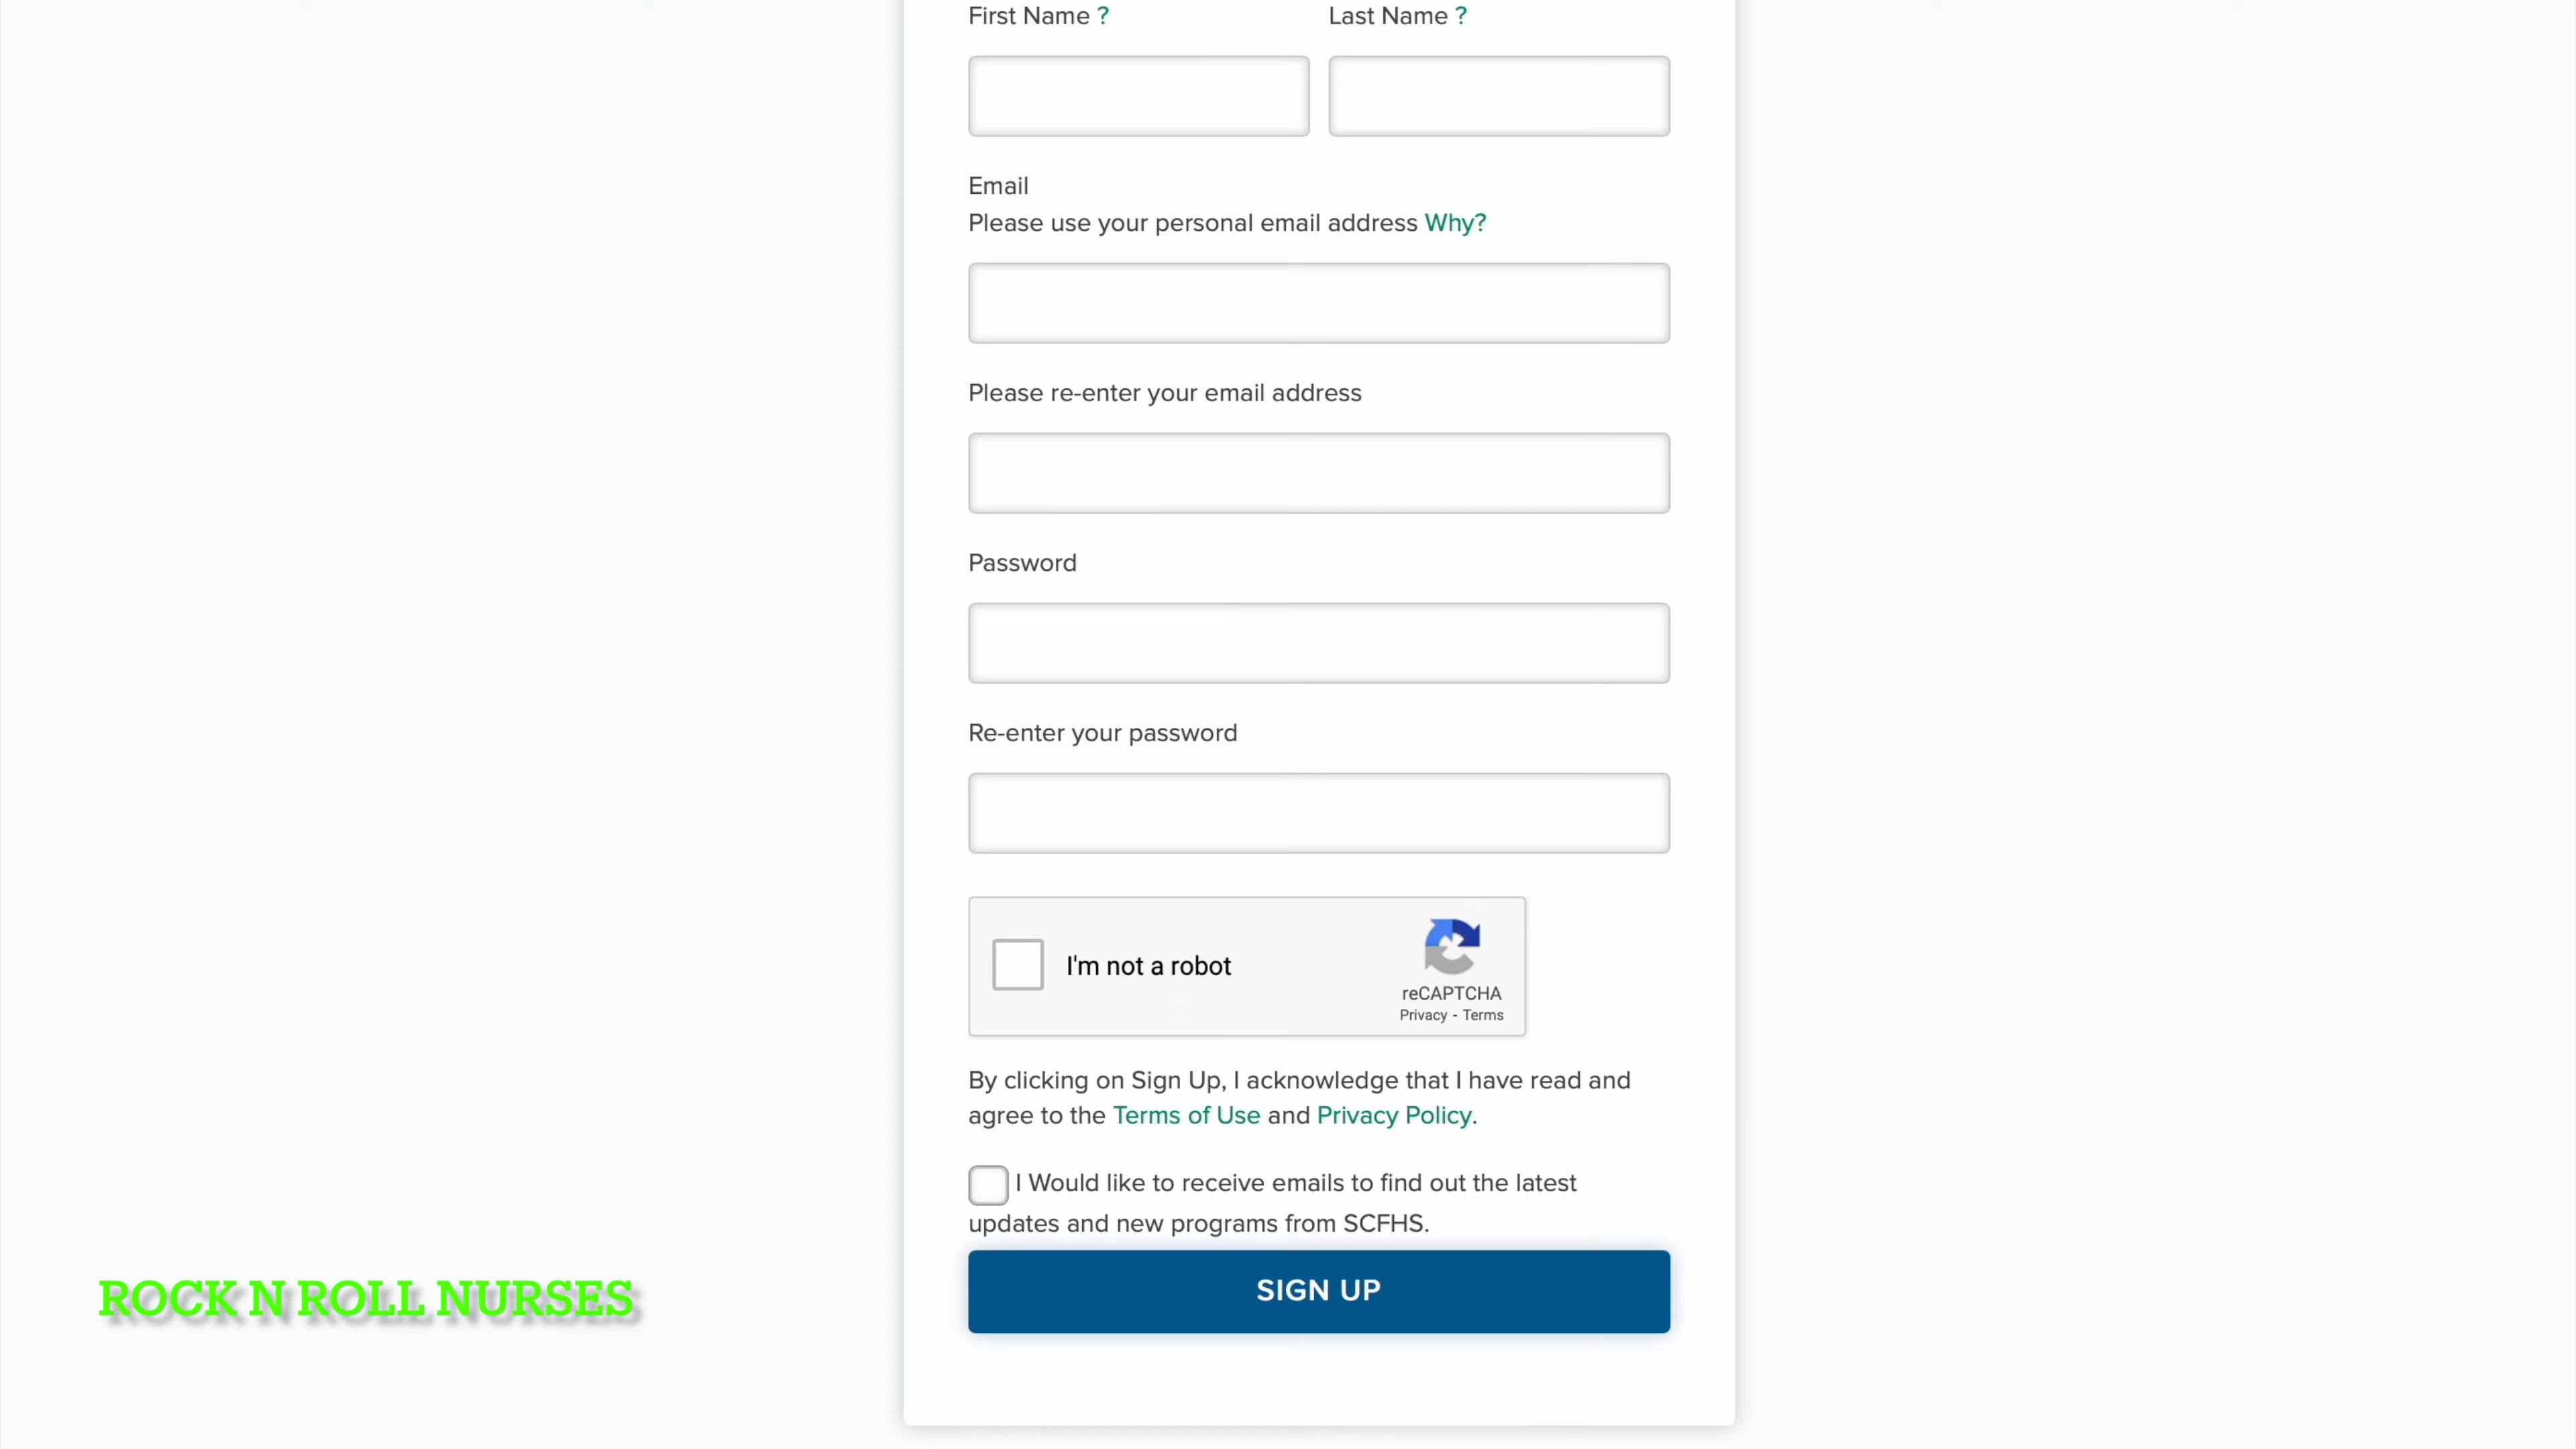 First Name ? Last Name ?
Email
Please use your personal email address Why?
Please re-enter your email address
Password
Re-enter your password
I'm not a robot
reCAPTCHA
Privacy - Terms
By clicking on Sign Up, I acknowledge that I have read and
agree to the Terms of Use and Privacy Policy.
I Would like to receive emails to find out the latest
updates and new programs from SCFHS.
SIGN UP
ROCK N ROLL NURSES